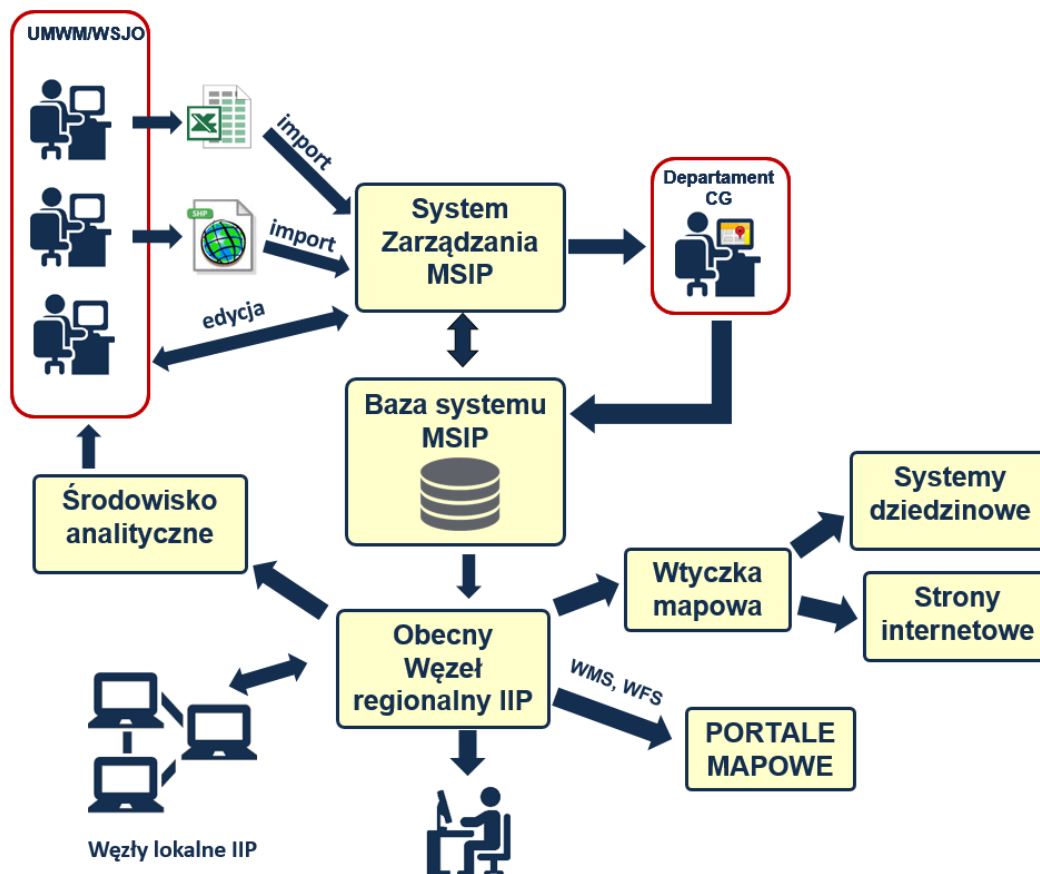 UMWM/WSJO
import
SHP
import
edycja
System
Zarządzania
MSIP
Departament
CG
Baza systemu
MSIP
Środowisko
analityczne
Systemy
dziedzinowe
Wtyczka
mapowa
Strony
internetowe
Obecny
Węzeł
regionalny IIP
WMS, WFS
PORTALE
MAPOWE
Węzły lokalne IIP